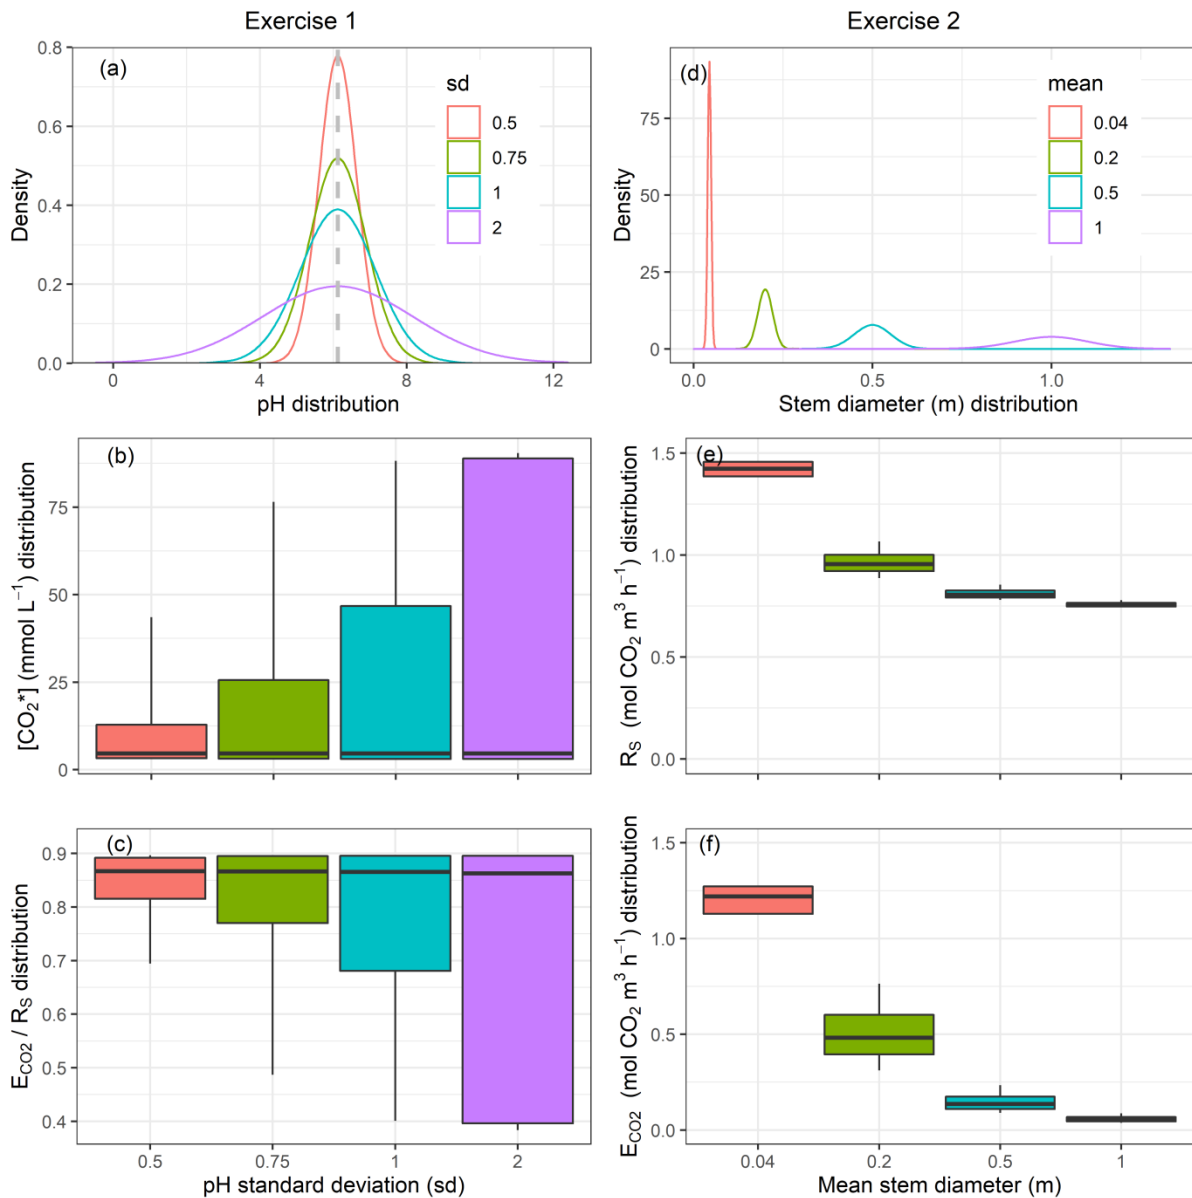 Exercise 1
(a)
0.8
0.6
0.4
0.2
0.0
Density
sd
0.5
0.75
1
2
0
4
8
12
pH distribution
(b)
75
50
25
0
[CO₂*] (mmol L⁻¹) distribution
(c)
0.9
0.8
0.7
0.6
0.5
0.4
E_CO2 / R_S distribution
0.5
0.75
1
2
pH standard deviation (sd)
Exercise 2
(d)
75
50
25
0
Density
mean
0.04
0.2
0.5
1
0.0
0.5
1.0
Stem diameter (m) distribution
(e)
1.5
1.0
0.5
0.0
R_S (mol CO₂ m³ h⁻¹) distribution
(f)
1.5
1.0
0.5
0.0
E_CO2 (mol CO₂ m³ h⁻¹) distribution
0.04
0.2
0.5
1
Mean stem diameter (m)